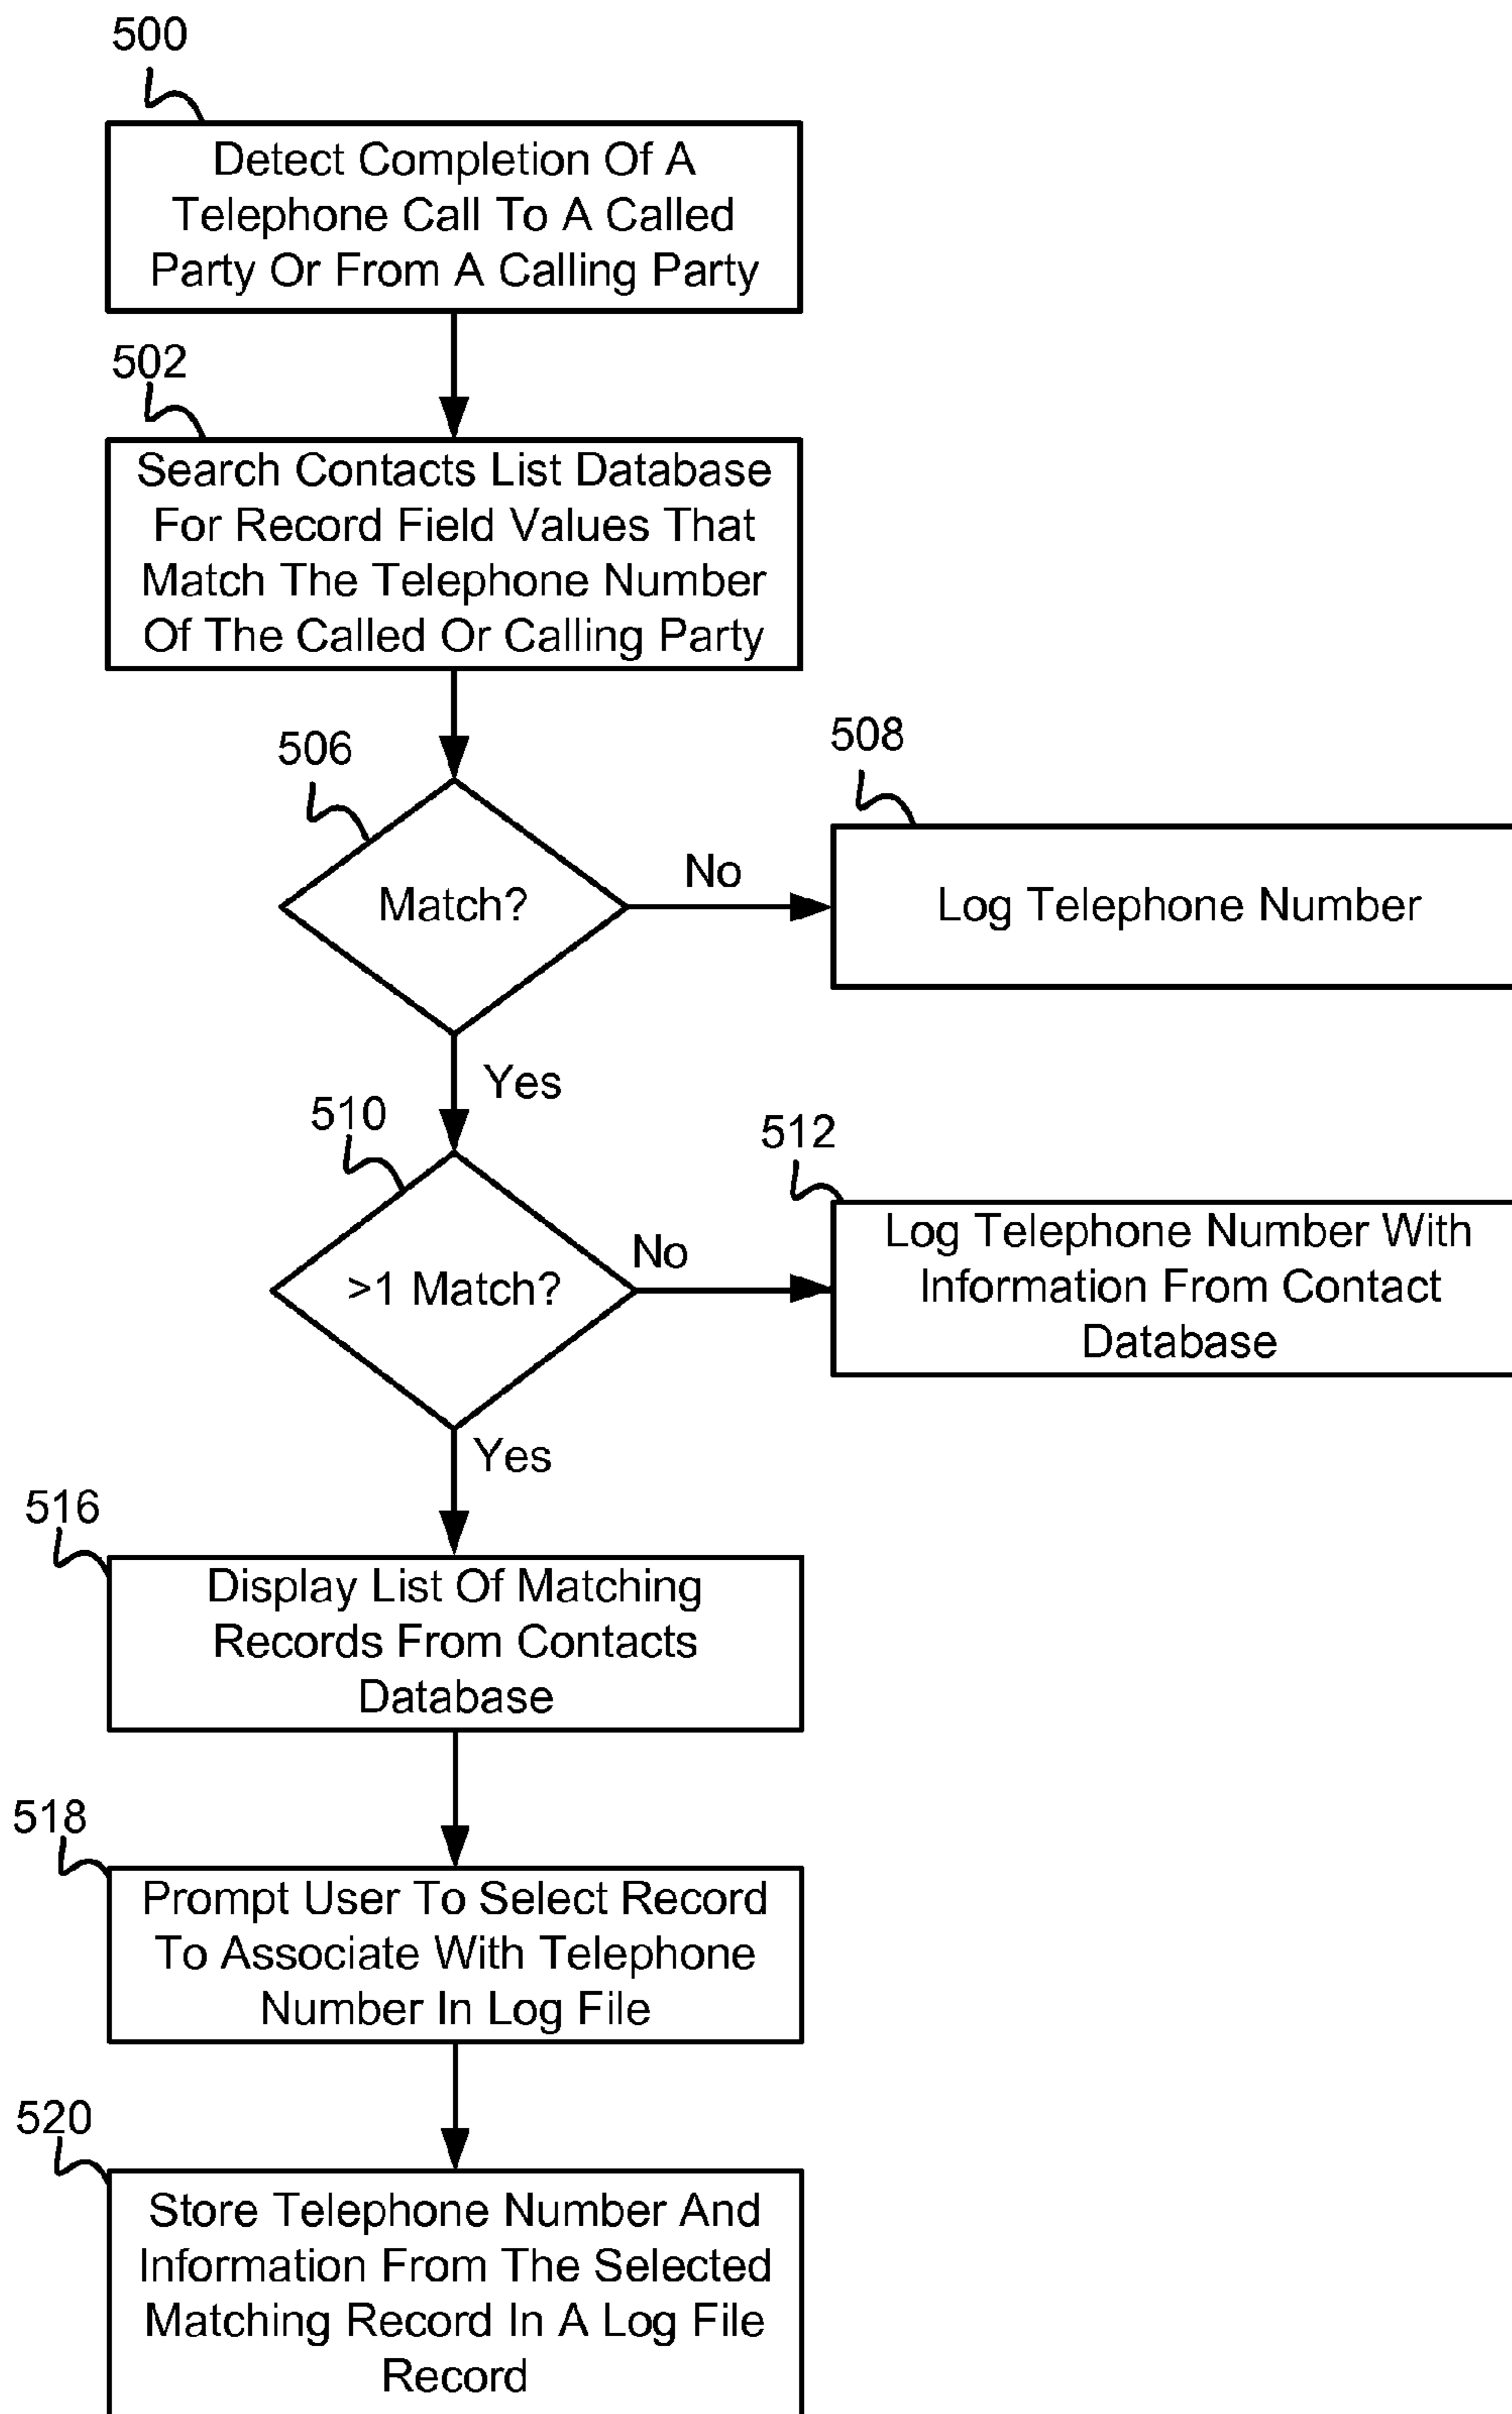 500
Detect Completion Of A
Telephone Call To A Called
Party Or From A Calling Party
502
Search Contacts List Database
For Record Field Values That
Match The Telephone Number
Of The Called Or Calling Party
506
Match?
No
508
Log Telephone Number
Yes
510
>1 Match?
No
512
Log Telephone Number With
Information From Contact
Database
Yes
516
Display List Of Matching
Records From Contacts
Database
518
Prompt User To Select Record
To Associate With Telephone
Number In Log File
520
Store Telephone Number And
Information From The Selected
Matching Record In A Log File
Record